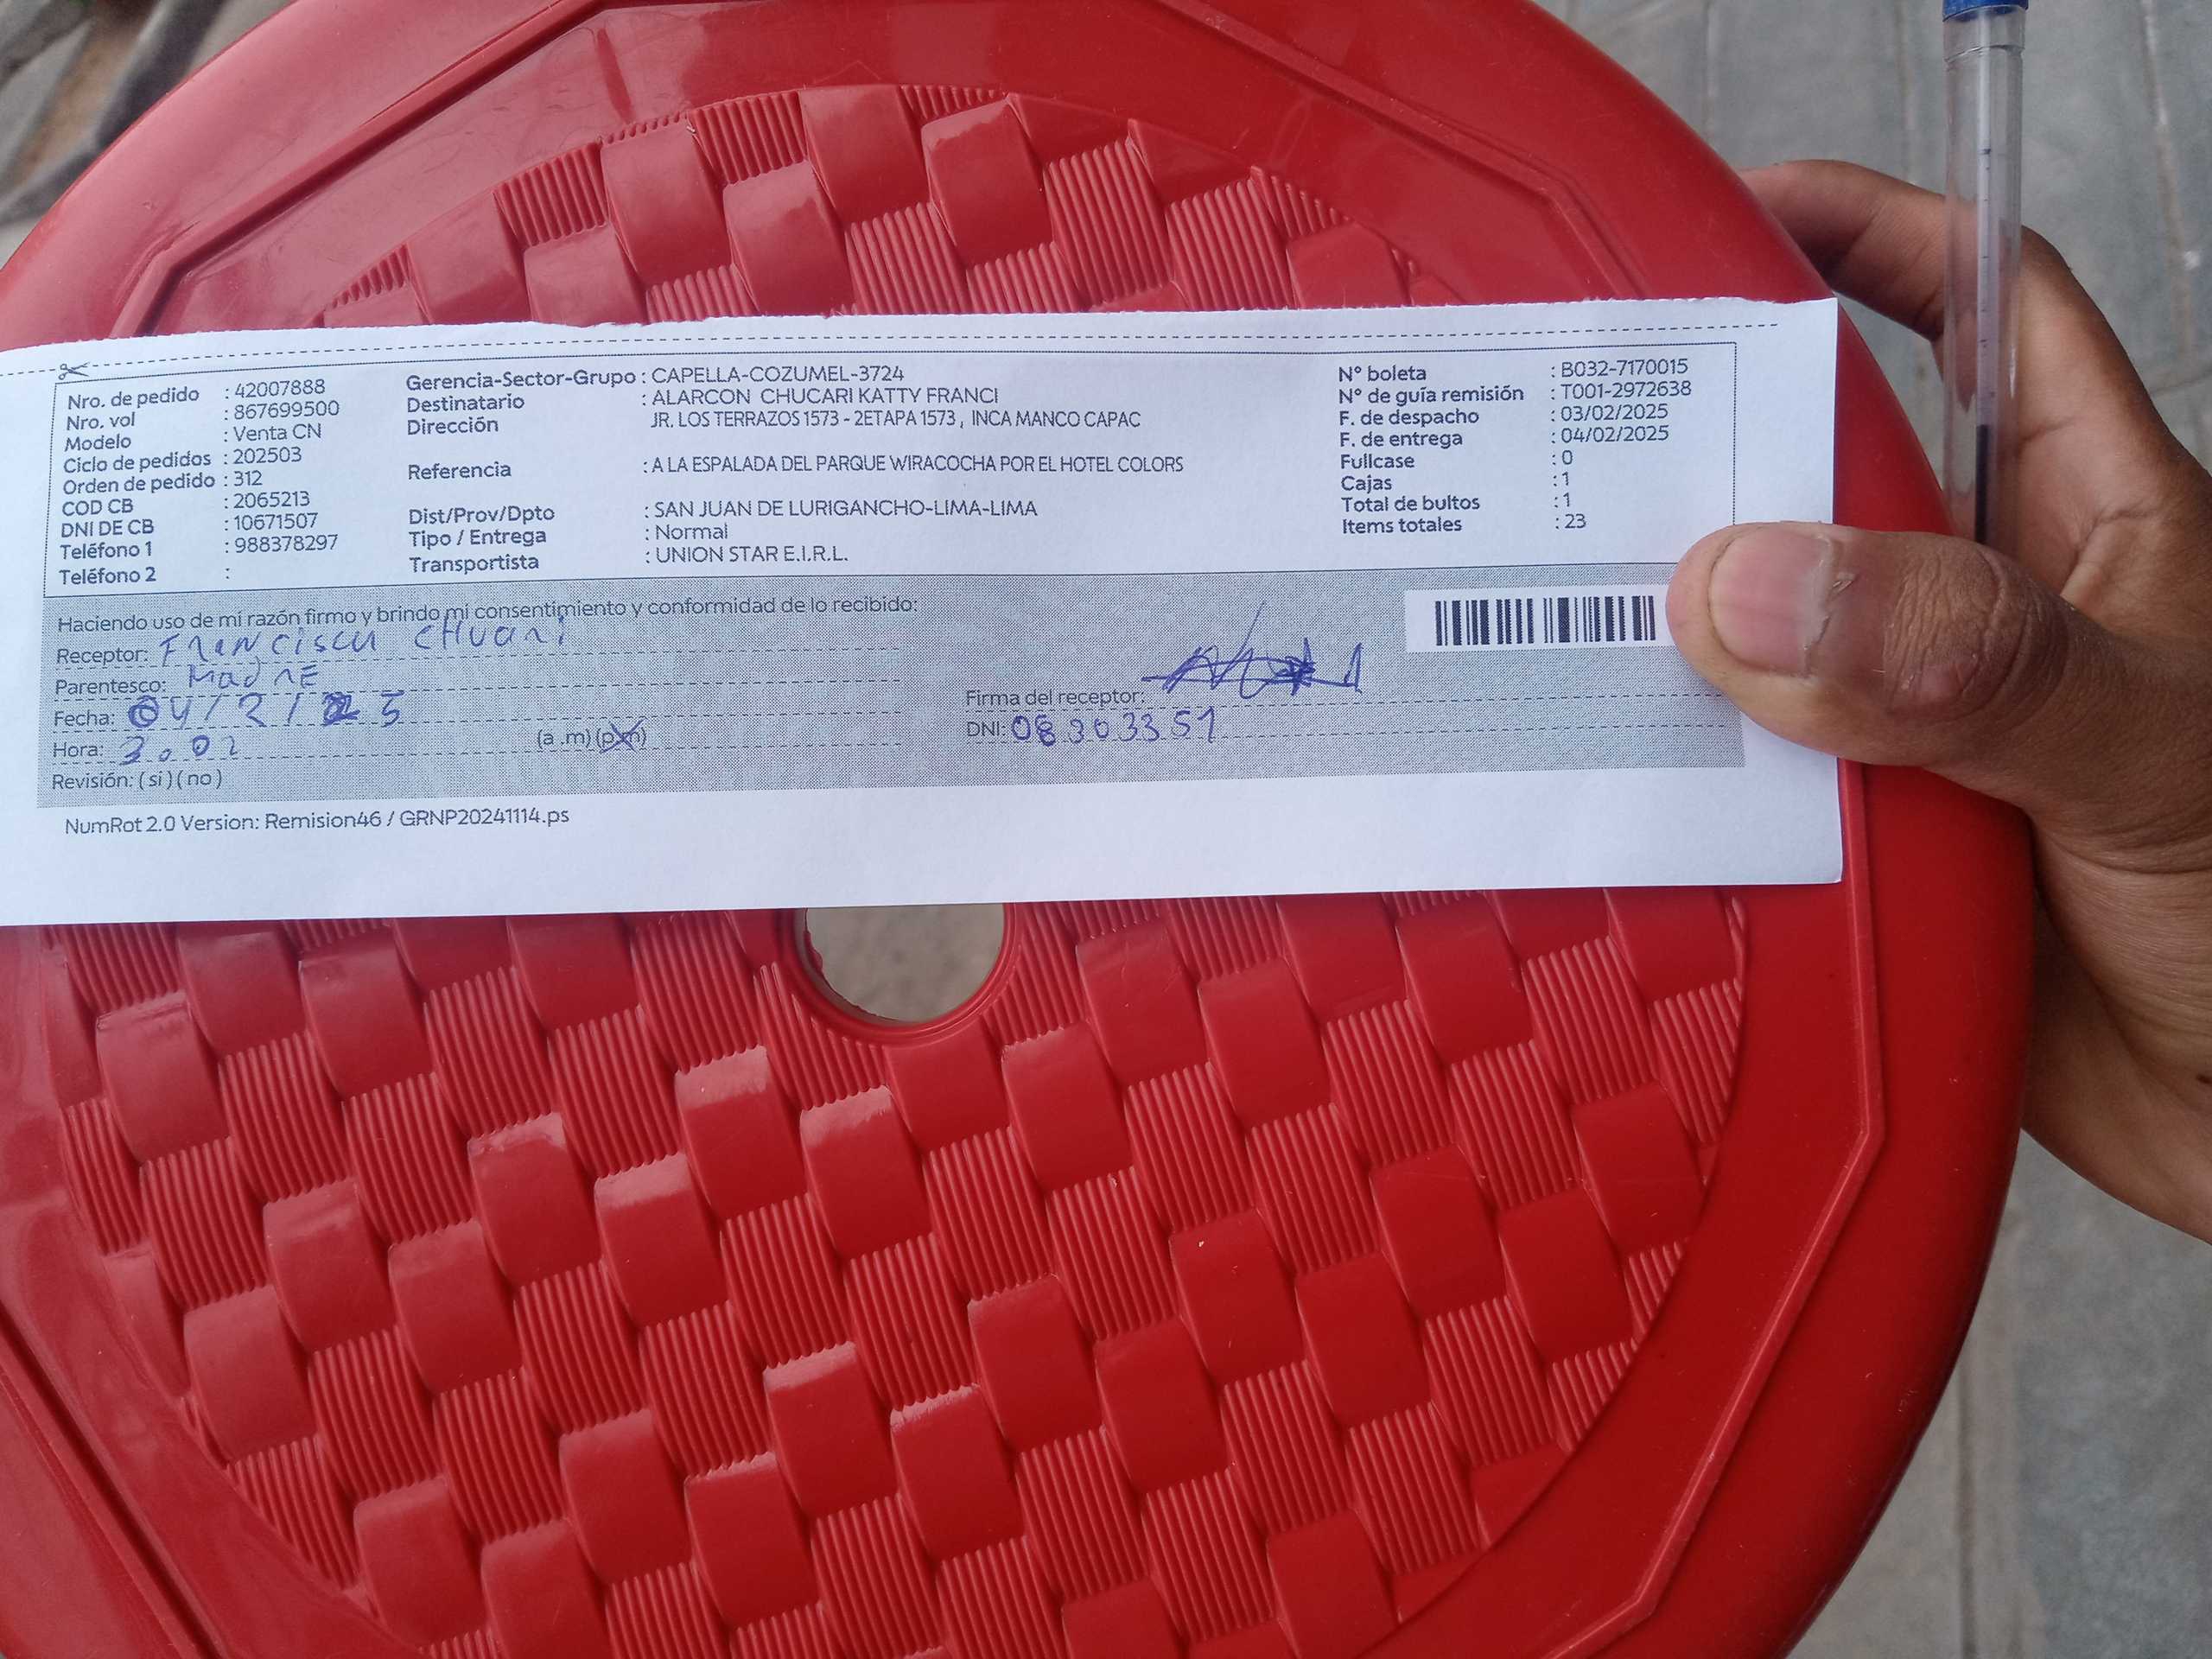 Nro. de pedido : 42007888
Nro. vol : 867699500
Modelo : Venta CN
Ciclo de pedidos : 202503
Orden de pedido : 312
COD CB : 2065213
DNI DE CB : 10671507
Teléfono 1 : 988378297
Teléfono 2 :
Gerencia-Sector-Grupo : CAPELLA-COZUMEL-3724
Destinatario : ALARCON CHUCARI KATTY FRANCI
Dirección JR. LOS TERRAZOS 1573 - 2ETAPA 1573 , INCA MANCO CAPAC
Referencia : A LA ESPALADA DEL PARQUE WIRACOCHA POR EL HOTEL COLORS
Dist/Prov/Dpto : SAN JUAN DE LURIGANCHO-LIMA-LIMA
Tipo / Entrega : Normal
Transportista : UNION STAR E.I.R.L.
N° boleta : B032-7170015
N° de guía remisión : T001-2972638
F. de despacho : 03/02/2025
F. de entrega : 04/02/2025
Fullcase : 0
Cajas : 1
Total de bultos : 1
Items totales : 23
Haciendo uso de mi razón firmo y brindo mi consentimiento y conformidad de lo recibido:
Receptor:
Parentesco: MadrE
Fecha: 04/2/25
Hora: 3.02 (a .m) (p.m)
Revisión: ( si ) ( no )
Firma del receptor:
DNI: 08303351
NumRot 2.0 Version: Remision46 / GRNP20241114.ps